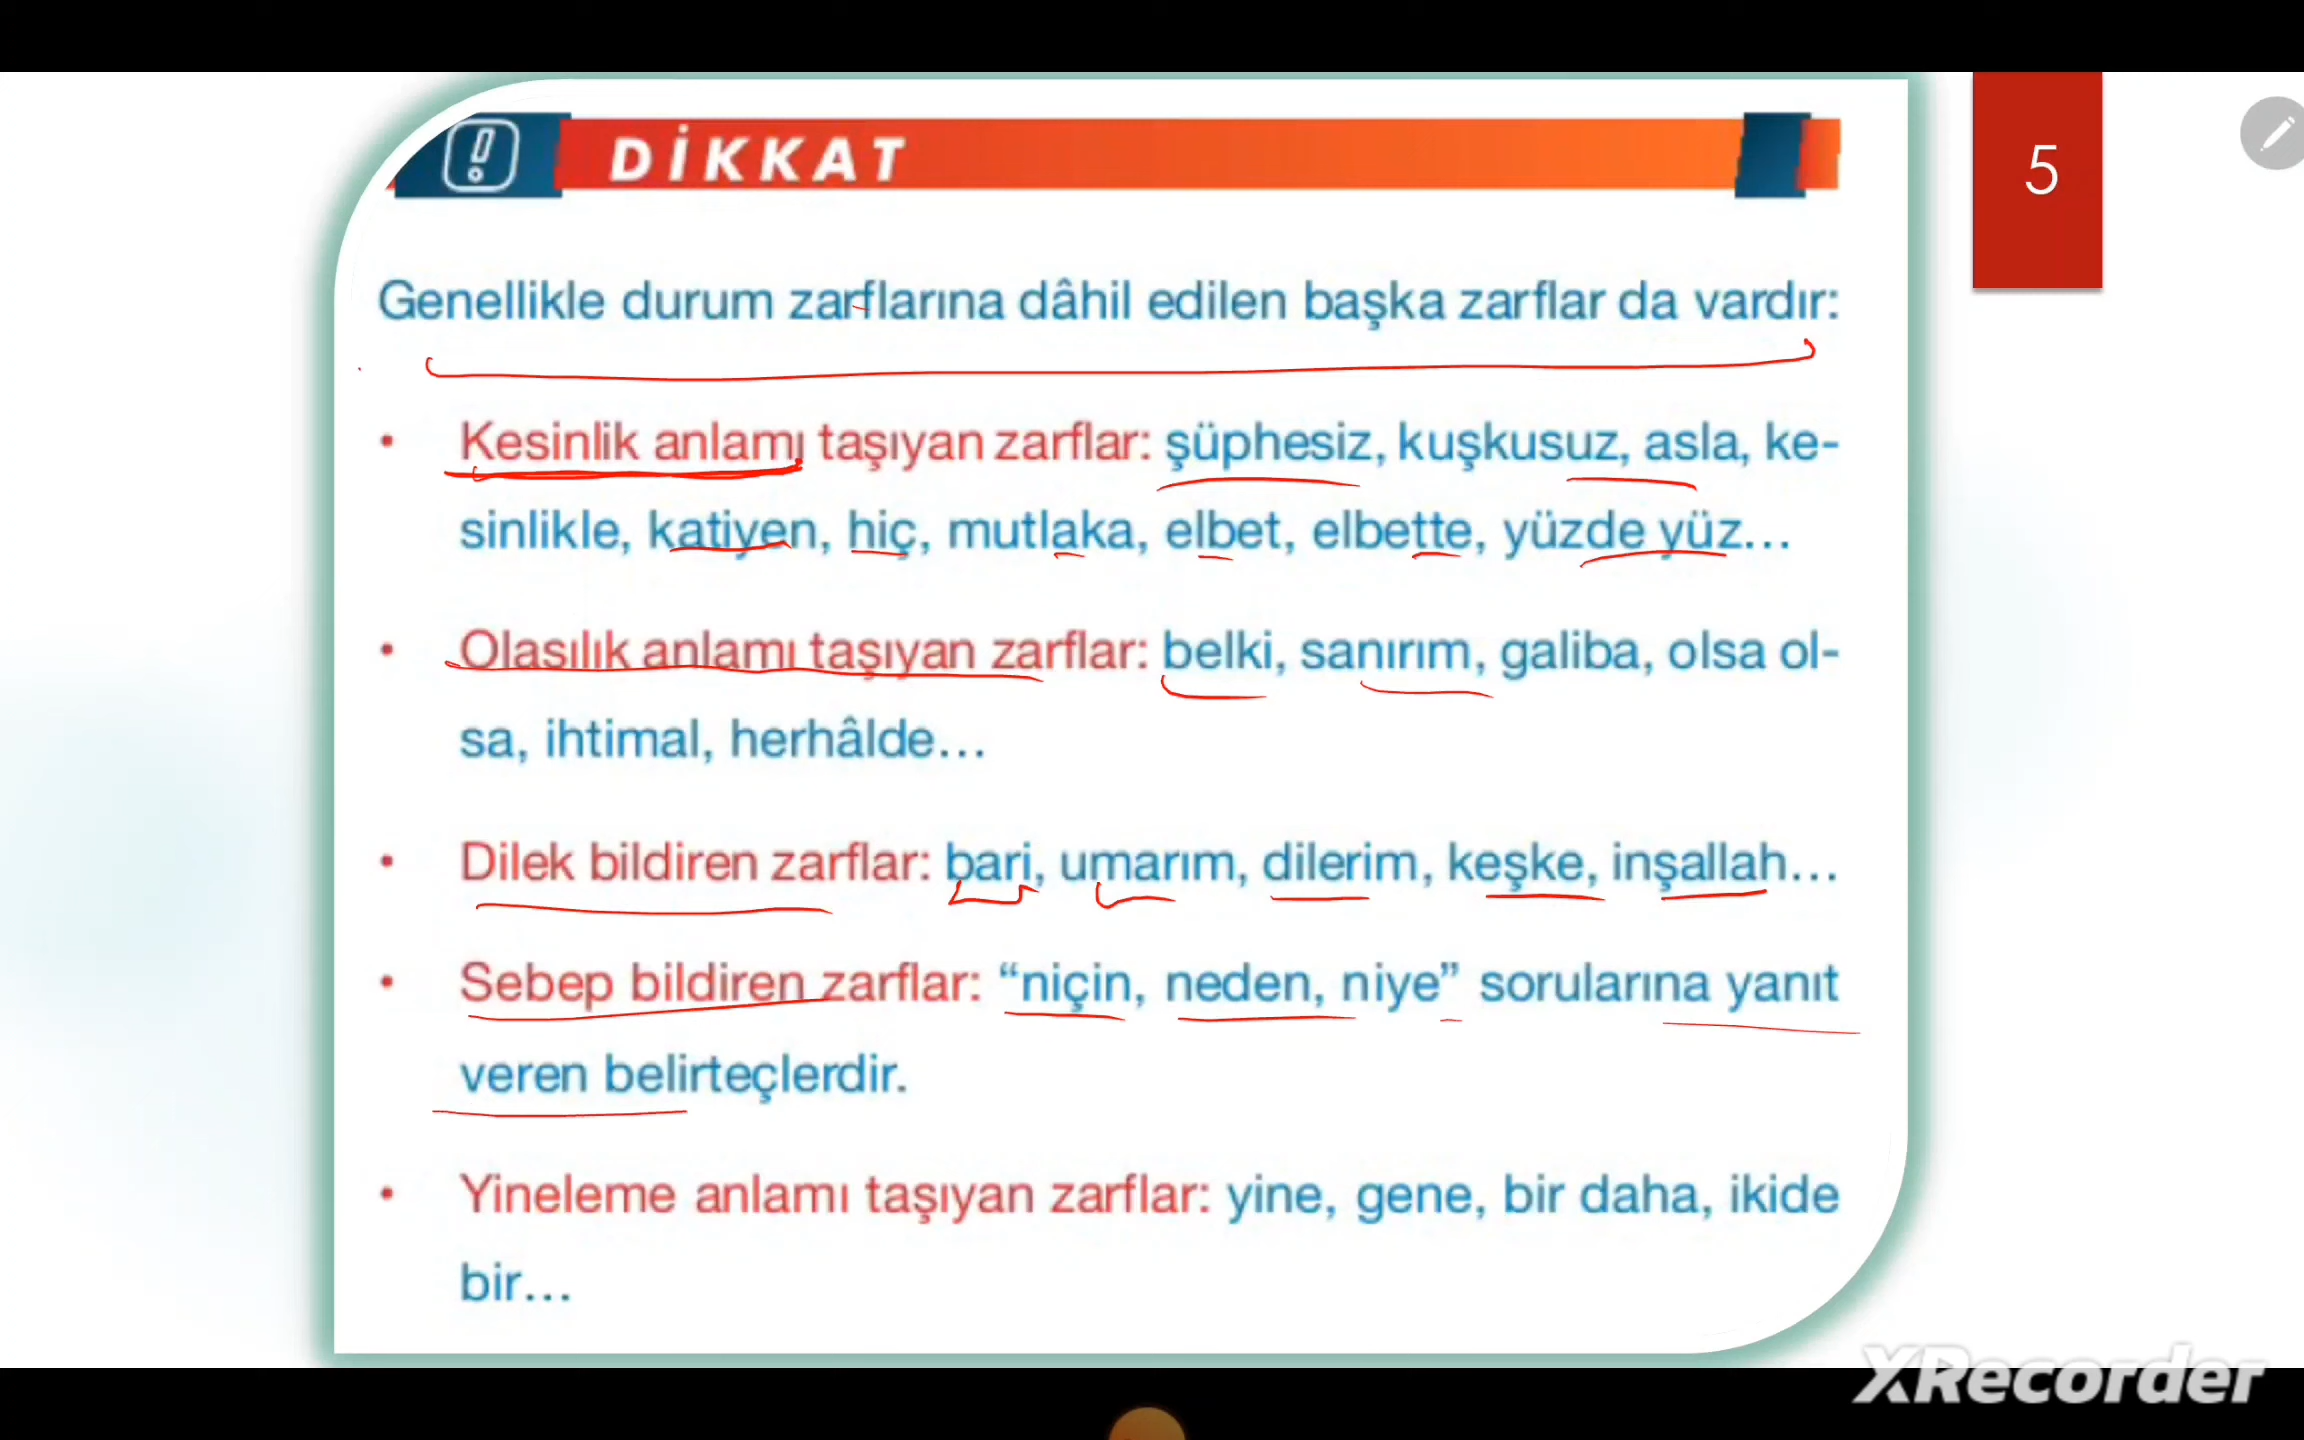 DİKKAT
5
Genellikle durum zarflarına dâhil edilen başka zarflar da vardır:
• Kesinlik anlamı taşıyan zarflar: şüphesiz, kuşkusuz, asla, ke-
sinlikle, katiyen, hiç, mutlaka, elbet, elbette, yüzde yüz...
• Olasılık anlamı taşıyan zarflar: belki, sanırım, galiba, olsa ol-
sa, ihtimal, herhâlde...
• Dilek bildiren zarflar: bari, umarım, dilerim, keşke, inşallah...
• Sebep bildiren zarflar: “niçin, neden, niye” sorularına yanıt
veren belirteçlerdir.
• Yineleme anlamı taşıyan zarflar: yine, gene, bir daha, ikide
bir...
XRecorder